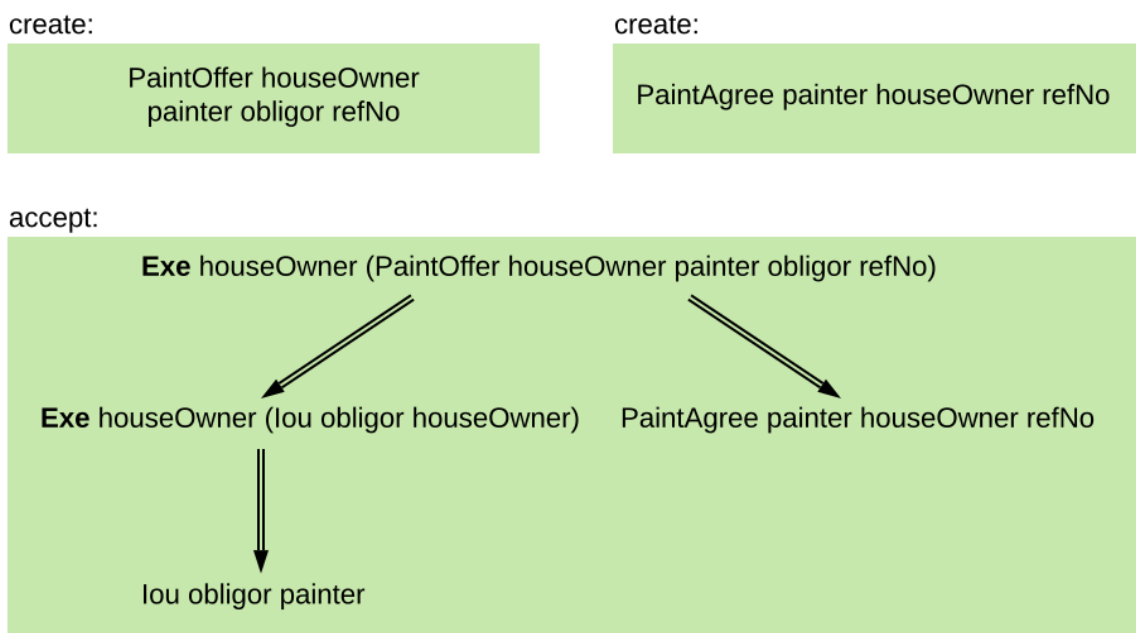 create:
PaintOffer houseOwner
painter obligor refNo
create:
PaintAgree painter houseOwner refNo
accept:
Exe houseOwner (PaintOffer houseOwner painter obligor refNo)
Exe houseOwner (Iou obligor houseOwner)
PaintAgree painter houseOwner refNo
Iou obligor painter